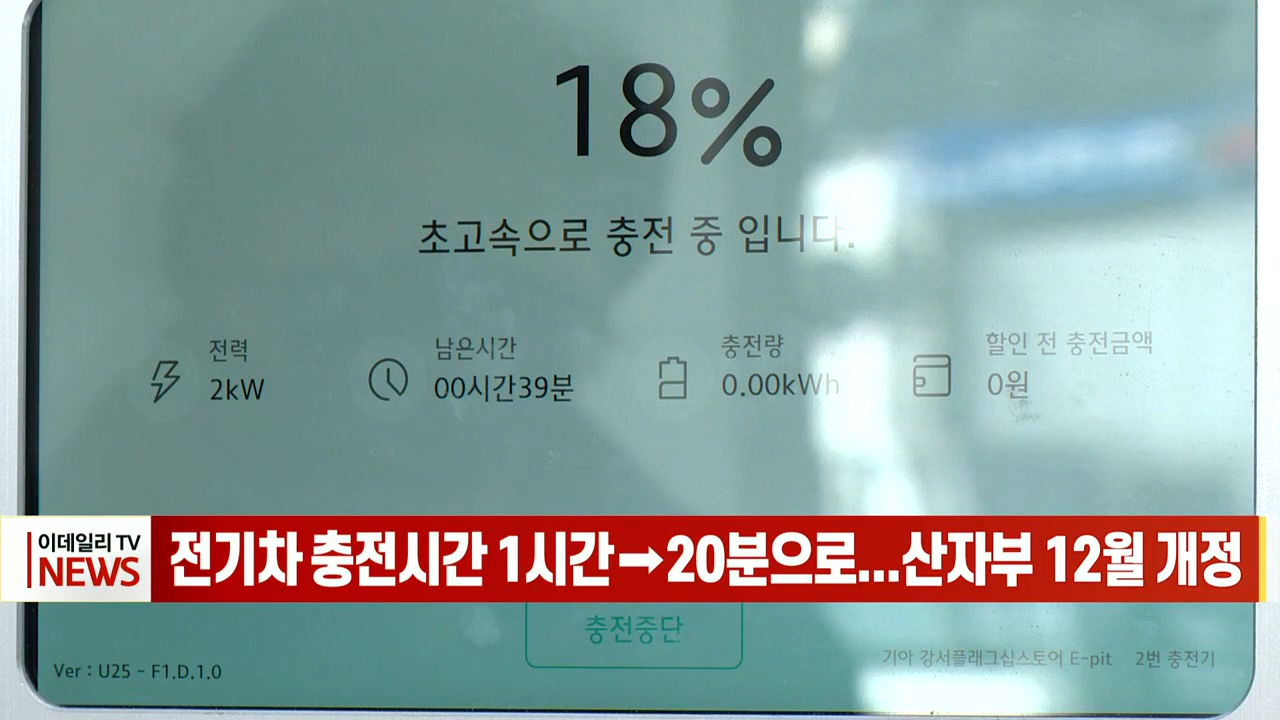 18%
초고속으로 충전 중 입니다.
전력
2kW
남은시간
00시간39분
충전량
0.00kWh
할인 전 충전금액
0원
이데일리 TV
NEWS
전기차 충전시간 1시간➡20분으로...산자부 12월 개정
충전중단
Ver : U25 - F1.D.1.0
기아 강서플래그십스토어 E-pit 2번 충전기